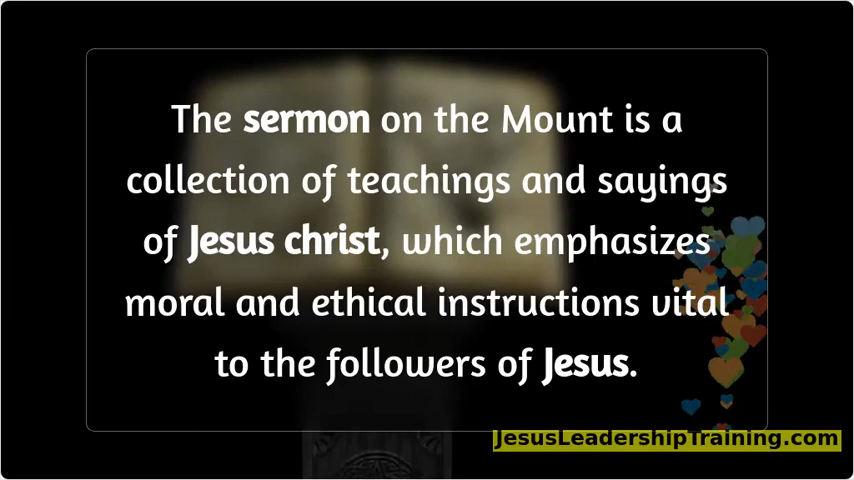 The sermon on the Mount is a
collection of teachings and sayings
of Jesus christ, which emphasizes
moral and ethical instructions vital
to the followers of Jesus.
JesusLeadershipTraining.com